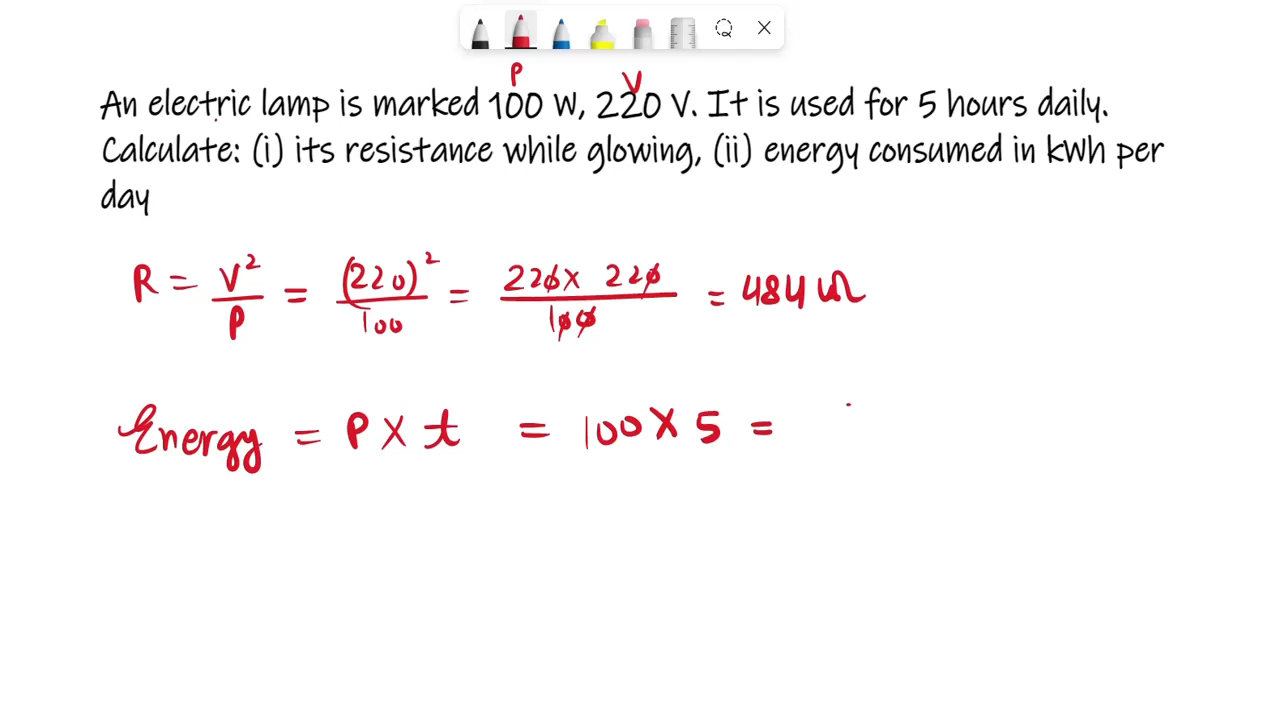 P V
An electric lamp is marked 100 W, 220 V. It is used for 5 hours daily.
Calculate: (i) its resistance while glowing, (ii) energy consumed in kWh per
day
R = V² / P = (220)² / 100 = 220 x 220 / 100 = 484 Ω
Energy = P x t = 100 x 5 =